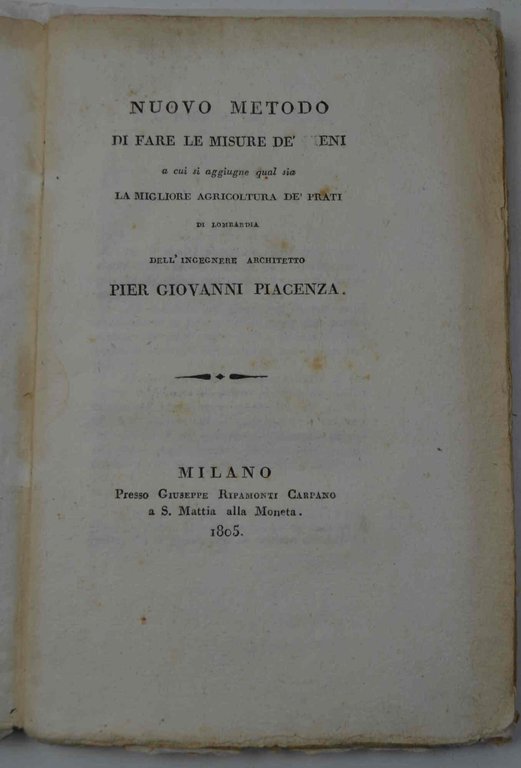 NUOVO METODO
DI FARE LE MISURE DE'
a cui si aggiugne qual sia
LA MIGLIORE AGRICOLTURA DE' PRATI
DI LOMBARDIA
DELL' INGEGNERE ARCHITETTO
PIER GIOVANNI PIACENZA.
MILANO
Presso GIUSEPPE RIPAMONTI CARPANO
a S. Mattia alla Moneta.
1805.